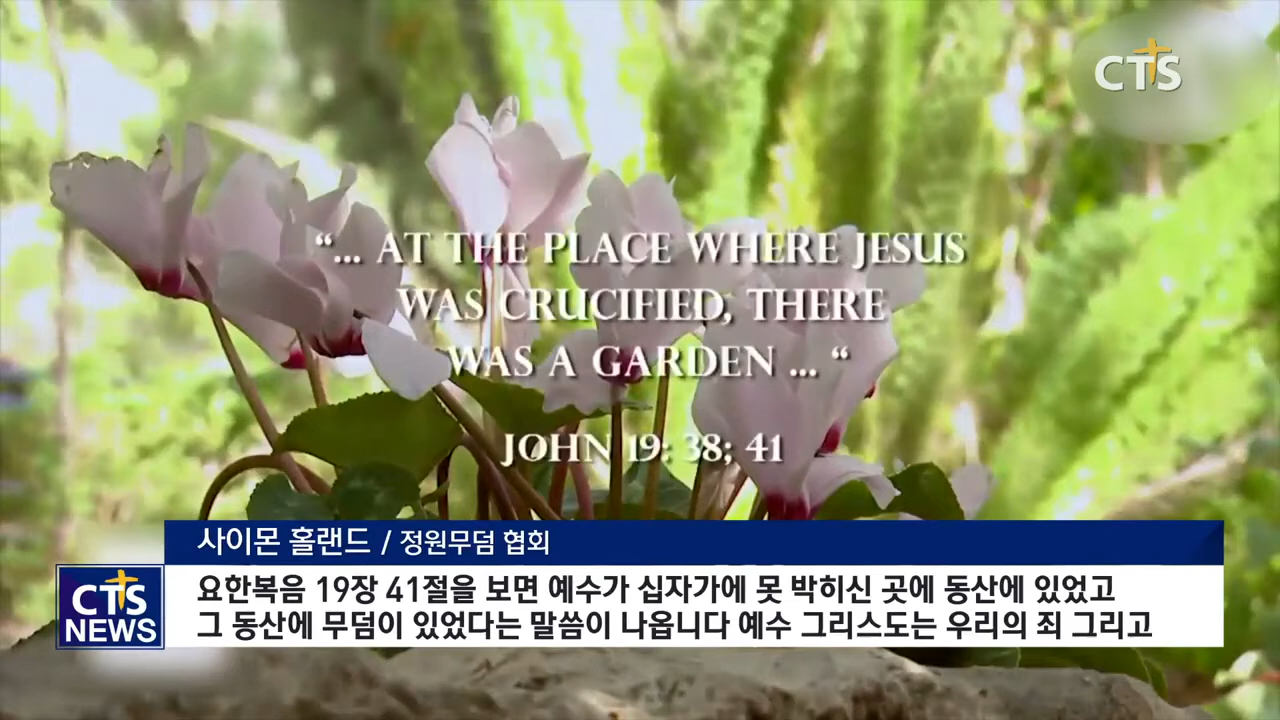 CTS
“... AT THE PLACE WHERE JESUS
WAS CRUCIFIED, THERE
WAS A GARDEN ... “
JOHN 19: 38; 41
사이몬 홀랜드 / 정원무덤 협회
CTS
NEWS
요한복음 19장 41절을 보면 예수가 십자가에 못 박히신 곳에 동산에 있었고
그 동산에 무덤이 있었다는 말씀이 나옵니다 예수 그리스도는 우리의 죄 그리고